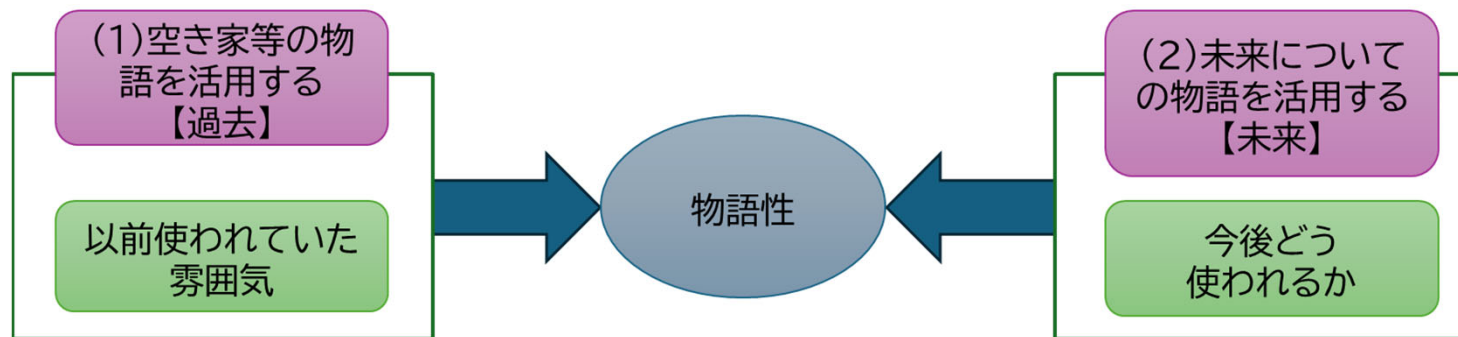 (1)空き家等の物
語を活用する
【過去】
以前使われていた
雰囲気
物語性
(2)未来について
の物語を活用する
【未来】
今後どう
使われるか